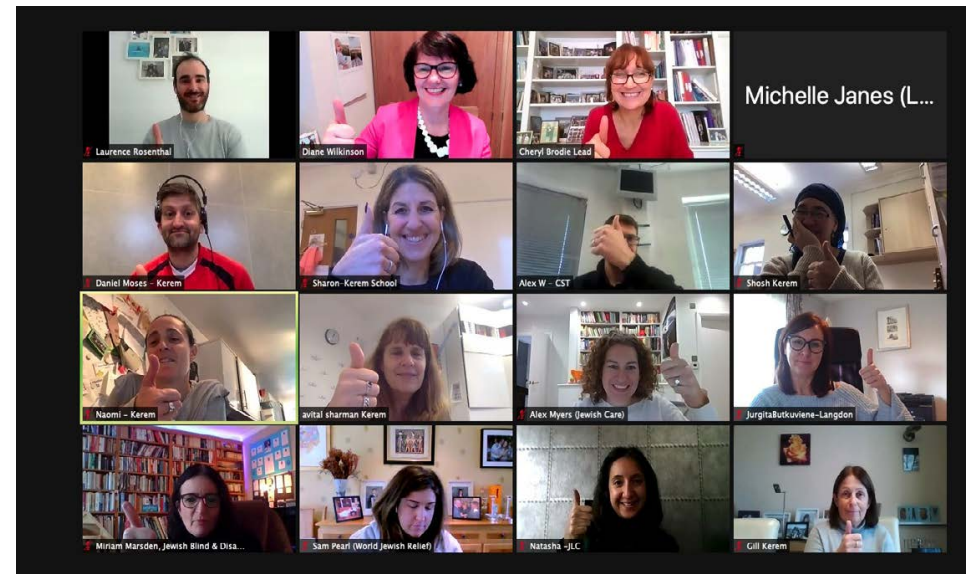 Laurence Rosenthal
Diane Wilkinson
Cheryl Brodie Lead
Michelle Janes (L...
Daniel Moses - Kerem
Sharon-Kerem School
Alex W - CST
Shosh Kerem
Naomi - Kerem
avital sharman Kerem
Alex Myers (Jewish Care)
JurgitaButkuviene-Langdon
Miriam Marsden, Jewish Blind & Disa...
Sam Pearl (World Jewish Relief)
Natasha -JLC
Gill Kerem